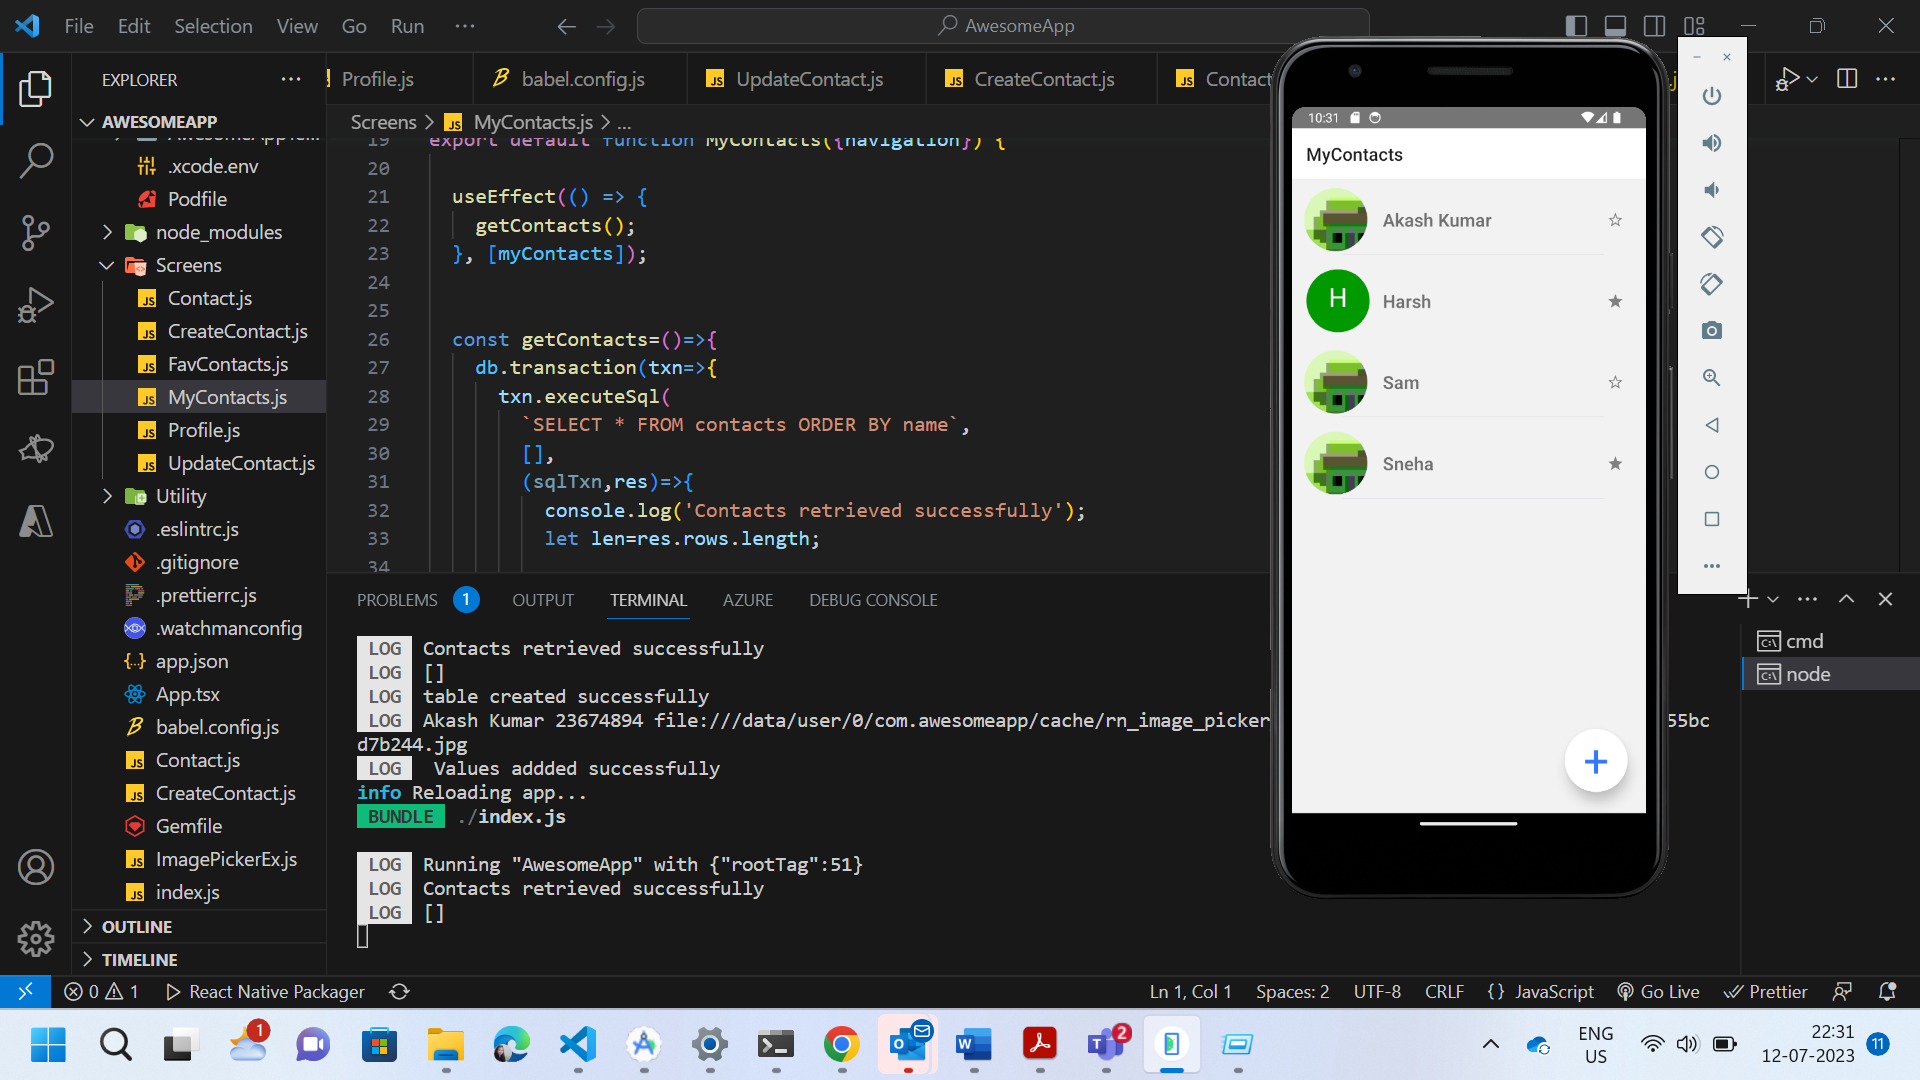 File Edit Selection View Go Run ··· AwesomeApp
EXPLORER ···
AWESOMEAPP
.xcode.env
Podfile
node_modules
Screens
Contact.js
CreateContact.js
FavContacts.js
MyContacts.js
Profile.js
UpdateContact.js
Utility
.eslintrc.js
.gitignore
.prettierrc.js
.watchmanconfig
app.json
App.tsx
babel.config.js
Contact.js
CreateContact.js
Gemfile
ImagePickerEx.js
index.js
OUTLINE
TIMELINE
Profile.js babel.config.js UpdateContact.js CreateContact.js Contact
Screens > JS MyContacts.js > ...
19 export default function MyContacts({navigation}) {
20
21 useEffect(() => {
22 getContacts();
23 }, [myContacts]);
24
25
26 const getContacts=()=>{
27 db.transaction(txn=>{
28 txn.executeSql(
29 `SELECT * FROM contacts ORDER BY name`,
30 [],
31 (sqlTxn,res)=>{
32 console.log('Contacts retrieved successfully');
33 let len=res.rows.length;
34
PROBLEMS 1 OUTPUT TERMINAL AZURE DEBUG CONSOLE
LOG Contacts retrieved successfully
LOG []
LOG table created successfully
LOG Akash Kumar 23674894 file:///data/user/0/com.awesomeapp/cache/rn_image_picker 55bc
d7b244.jpg
LOG Values addded successfully
info Reloading app...
BUNDLE ./index.js
LOG Running "AwesomeApp" with {"rootTag":51}
LOG Contacts retrieved successfully
LOG []
cmd
node
10:31
MyContacts
Akash Kumar
H Harsh
Sam
Sneha
0 1 React Native Packager Ln 1, Col 1 Spaces: 2 UTF-8 CRLF {} JavaScript Go Live Prettier
1 2 ENG 22:31 11
US 12-07-2023